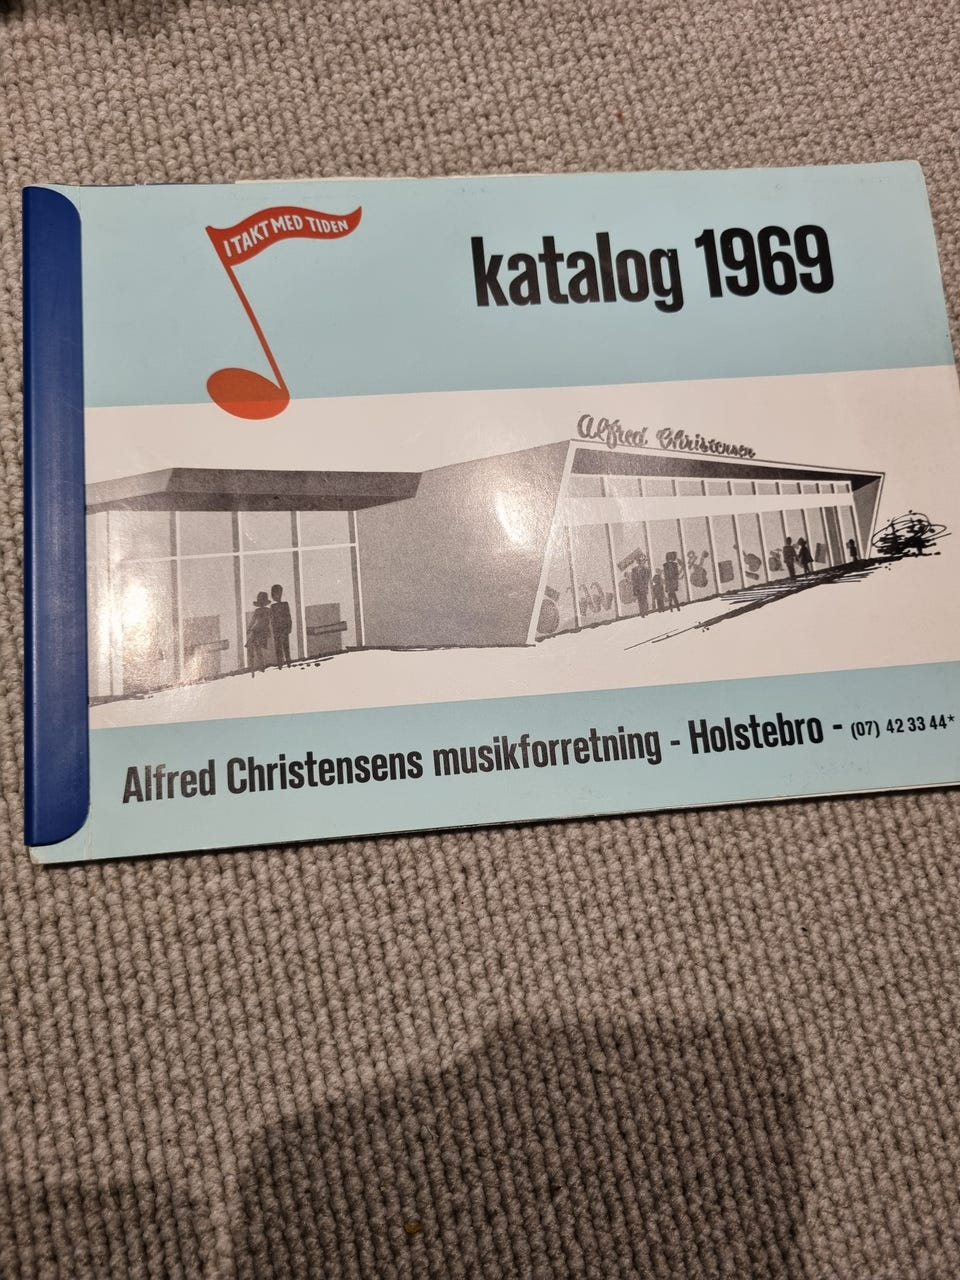 I TAKT MED TIDEN
katalog 1969
Alfred Christensen
Alfred Christensens musikforretning - Holstebro - (07) 42 33 44*